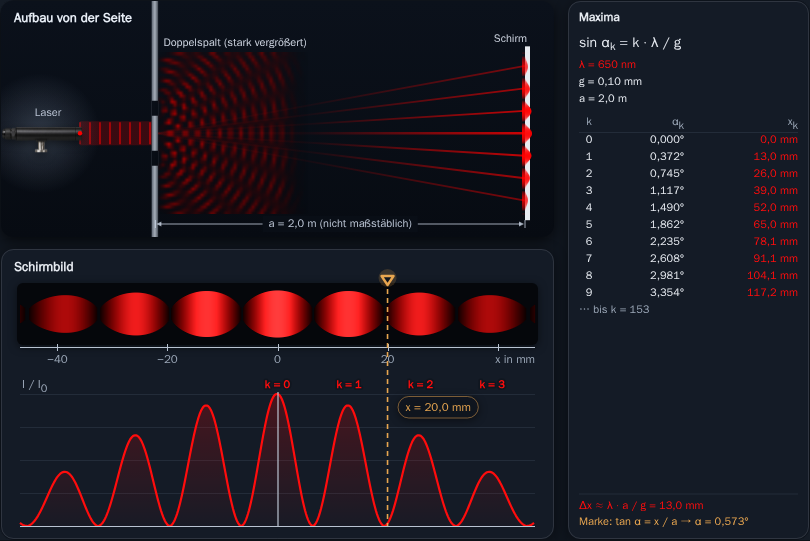 Aufbau von der Seite
Doppelspalt (stark vergrößert)
Schirm
Laser
a = 2,0 m (nicht maßstäblich)
Schirmbild
−40 −20 0 20 x in mm
I / I0
k = 0 k = 1 k = 2 k = 3
x = 20,0 mm
Maxima
sin αk = k · λ / g
λ = 650 nm
g = 0,10 mm
a = 2,0 m
k αk xk
0 0,000° 0,0 mm
1 0,372° 13,0 mm
2 0,745° 26,0 mm
3 1,117° 39,0 mm
4 1,490° 52,0 mm
5 1,862° 65,0 mm
6 2,235° 78,1 mm
7 2,608° 91,1 mm
8 2,981° 104,1 mm
9 3,354° 117,2 mm
··· bis k = 153
Δx ≈ λ · a / g = 13,0 mm
Marke: tan α = x / a → α = 0,573°